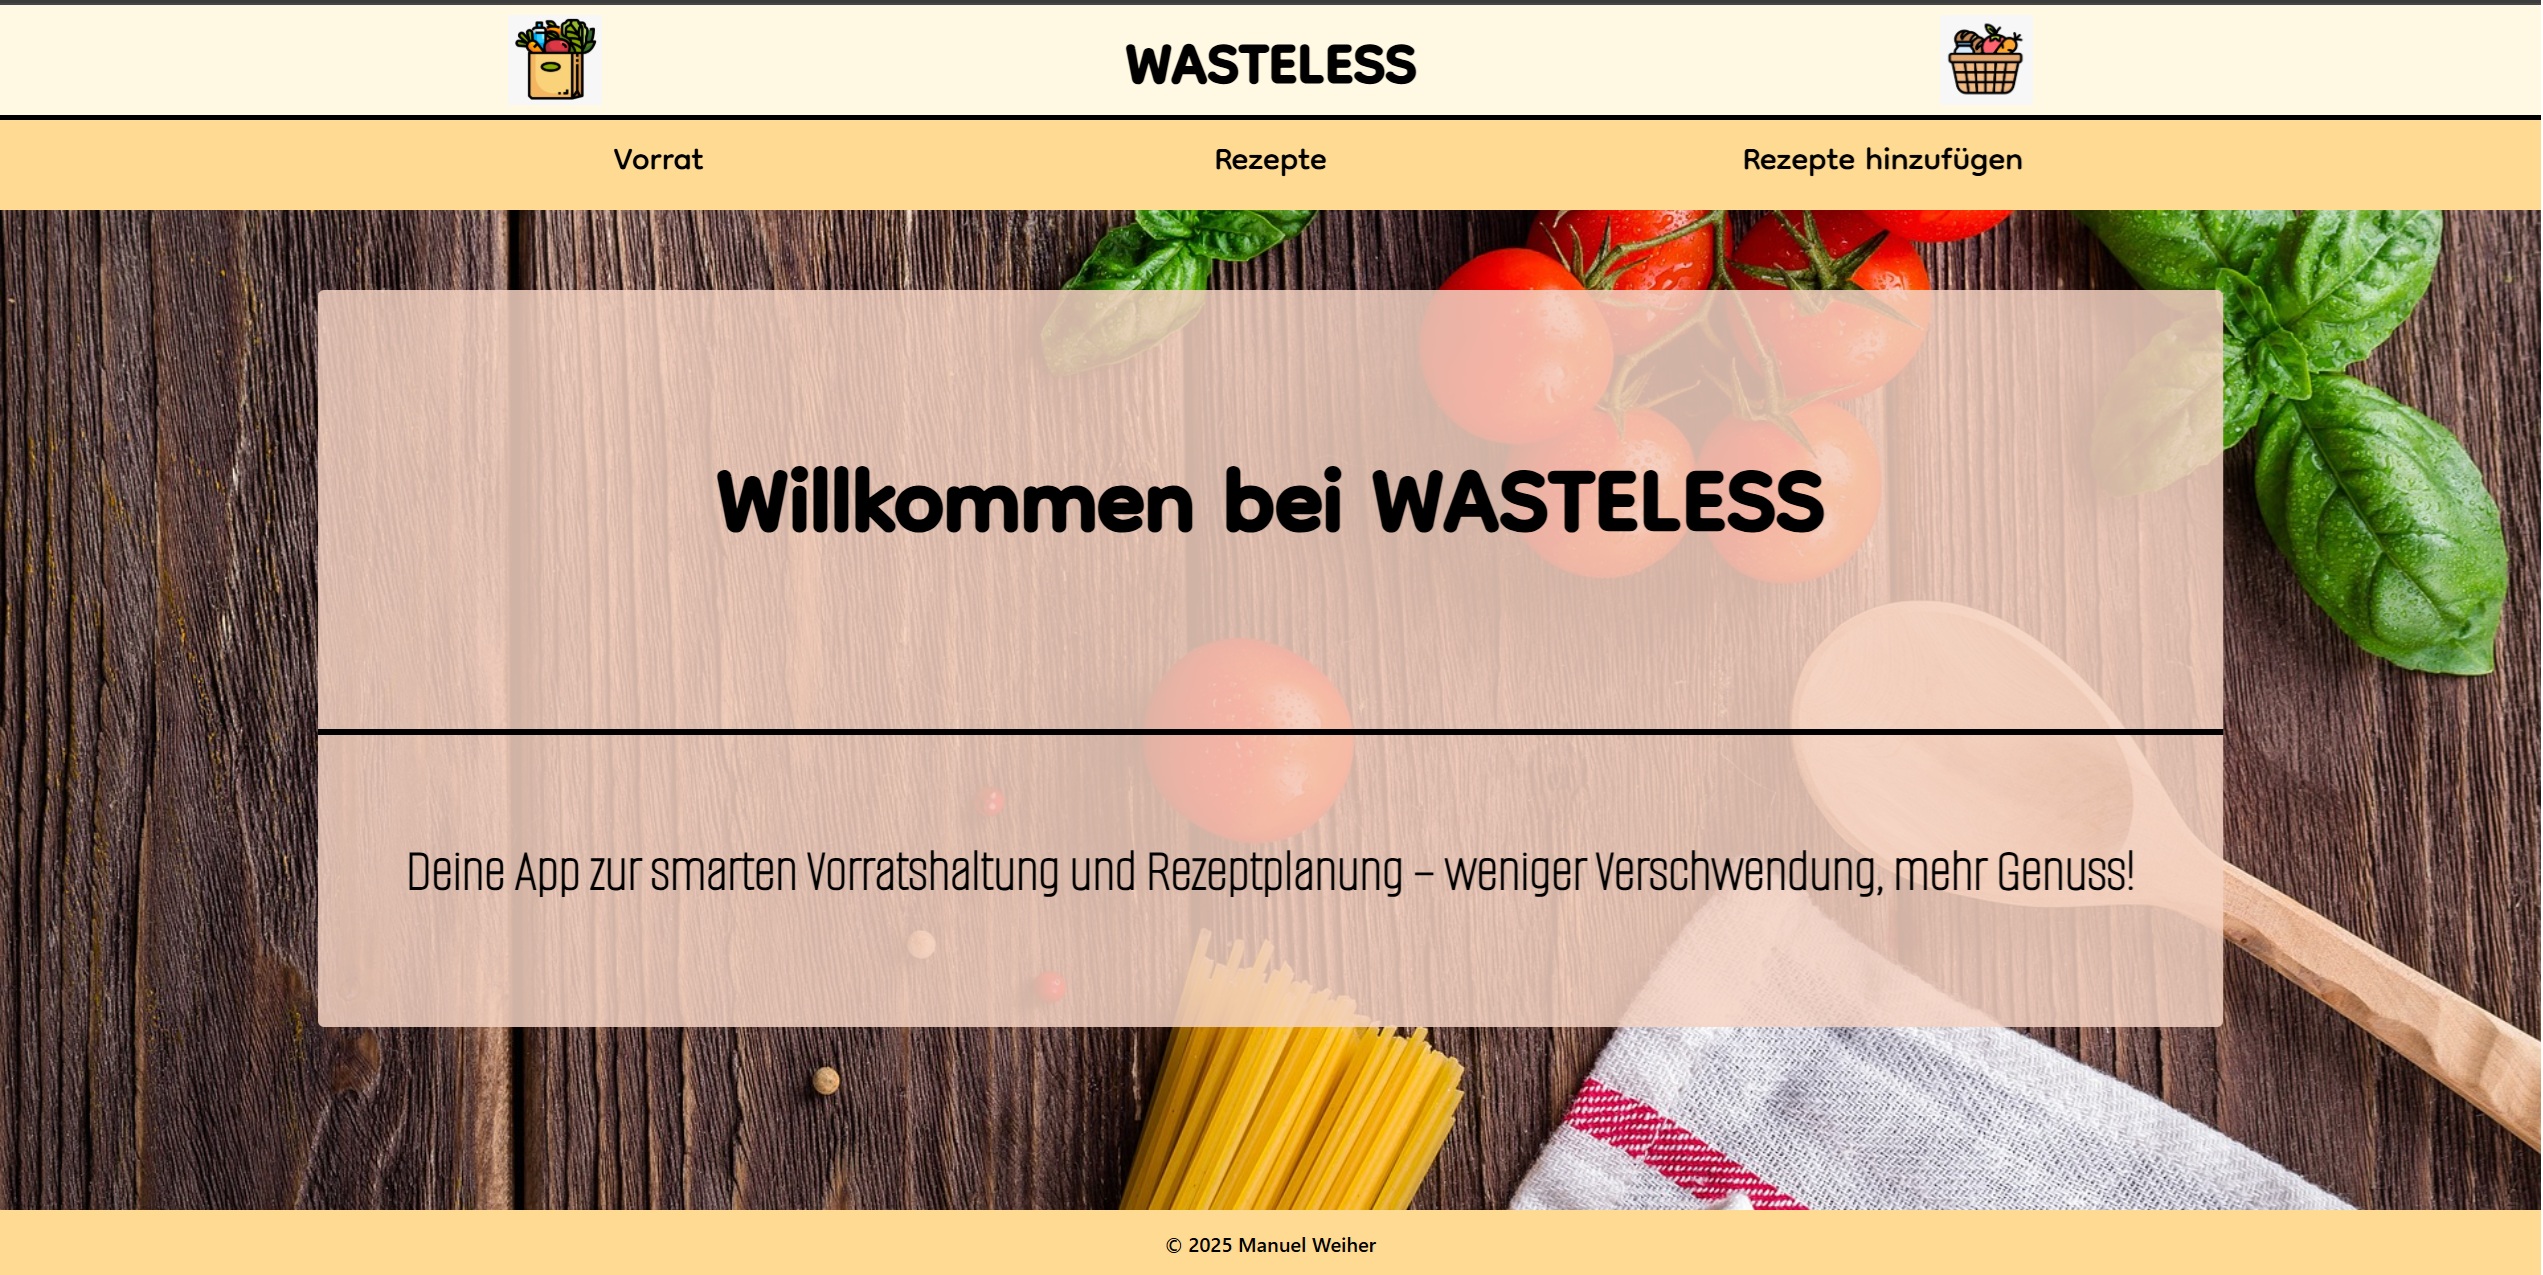 WASTELESS
Vorrat
Rezepte
Rezepte hinzufügen
Willkommen bei WASTELESS
Deine App zur smarten Vorratshaltung und Rezeptplanung – weniger Verschwendung, mehr Genuss!
© 2025 Manuel Weiher